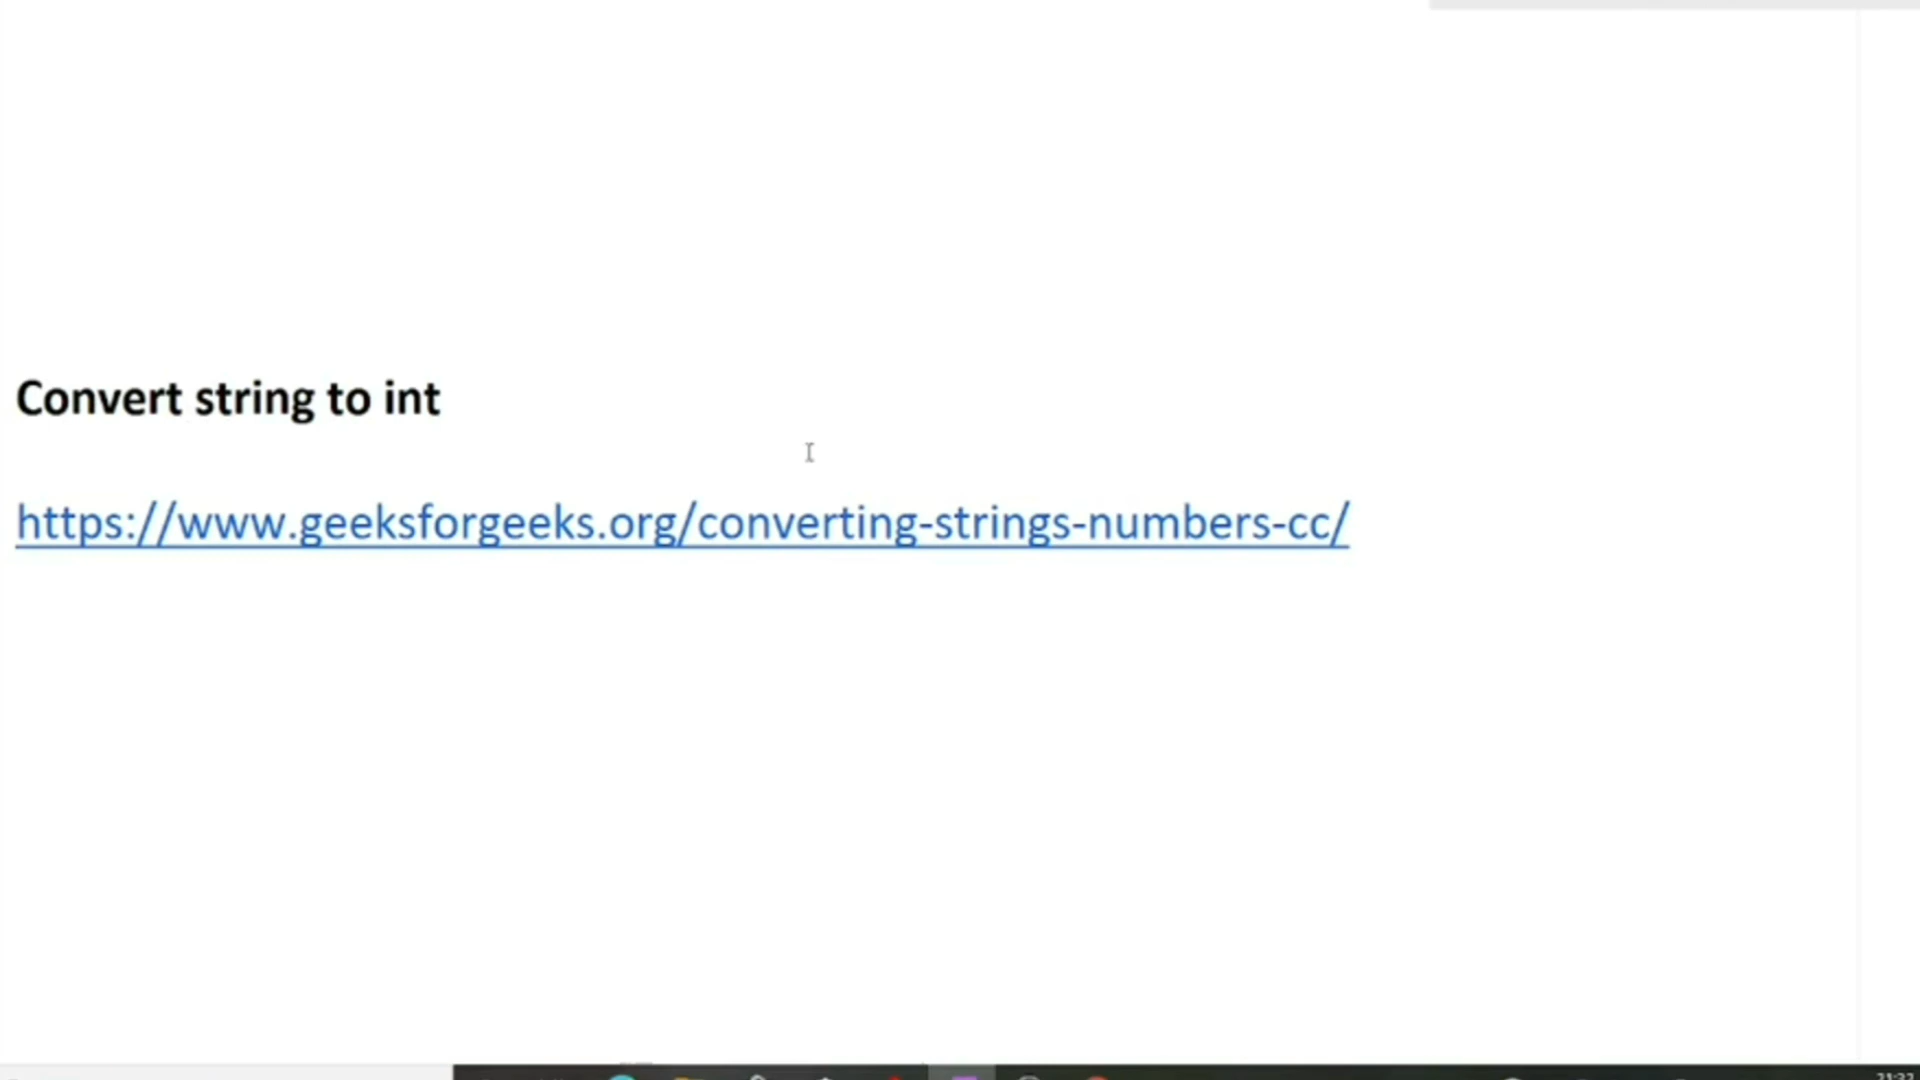 Convert string to int
https://www.geeksforgeeks.org/converting-strings-numbers-cc/